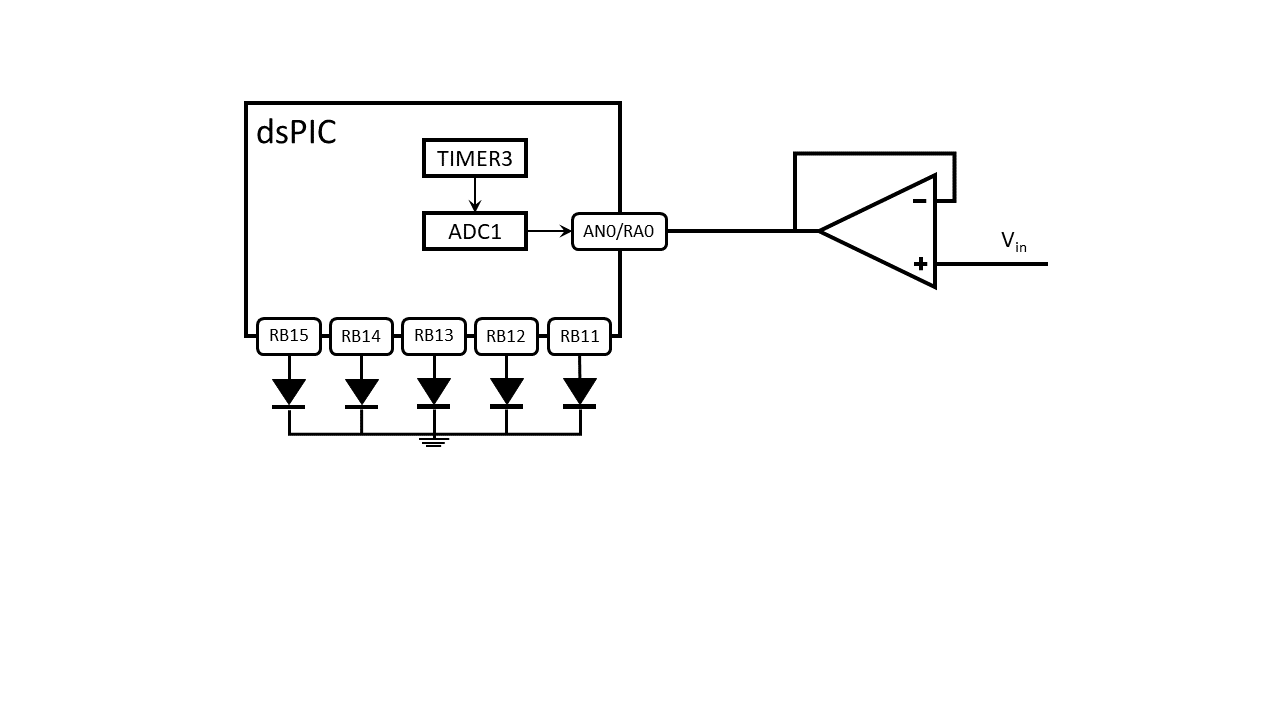 dsPIC
TIMER3
ADC1
AN0/RA0
Vin
RB15
RB14
RB13
RB12
RB11